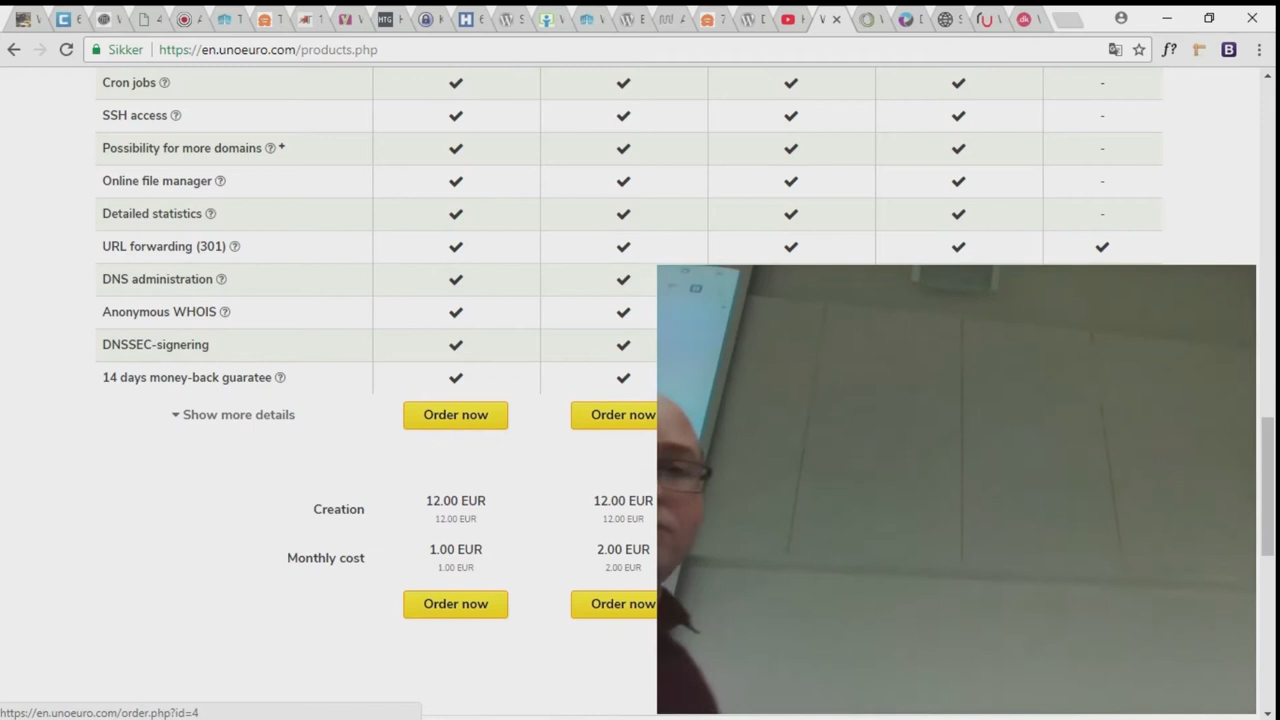 Sikker
https://en.unoeuro.com/products.php
Cron jobs
-
SSH access
-
Possibility for more domains +
-
Online file manager
-
Detailed statistics
-
URL forwarding (301)
DNS administration
Anonymous WHOIS
DNSSEC-signering
14 days money-back guaratee
Show more details
Order now
Order now
Creation
12.00 EUR
12.00 EUR
12.00 EUR
12.00 EUR
Monthly cost
1.00 EUR
2.00 EUR
1.00 EUR
2.00 EUR
Order now
Order now
https://en.unoeuro.com/order.php?id=4